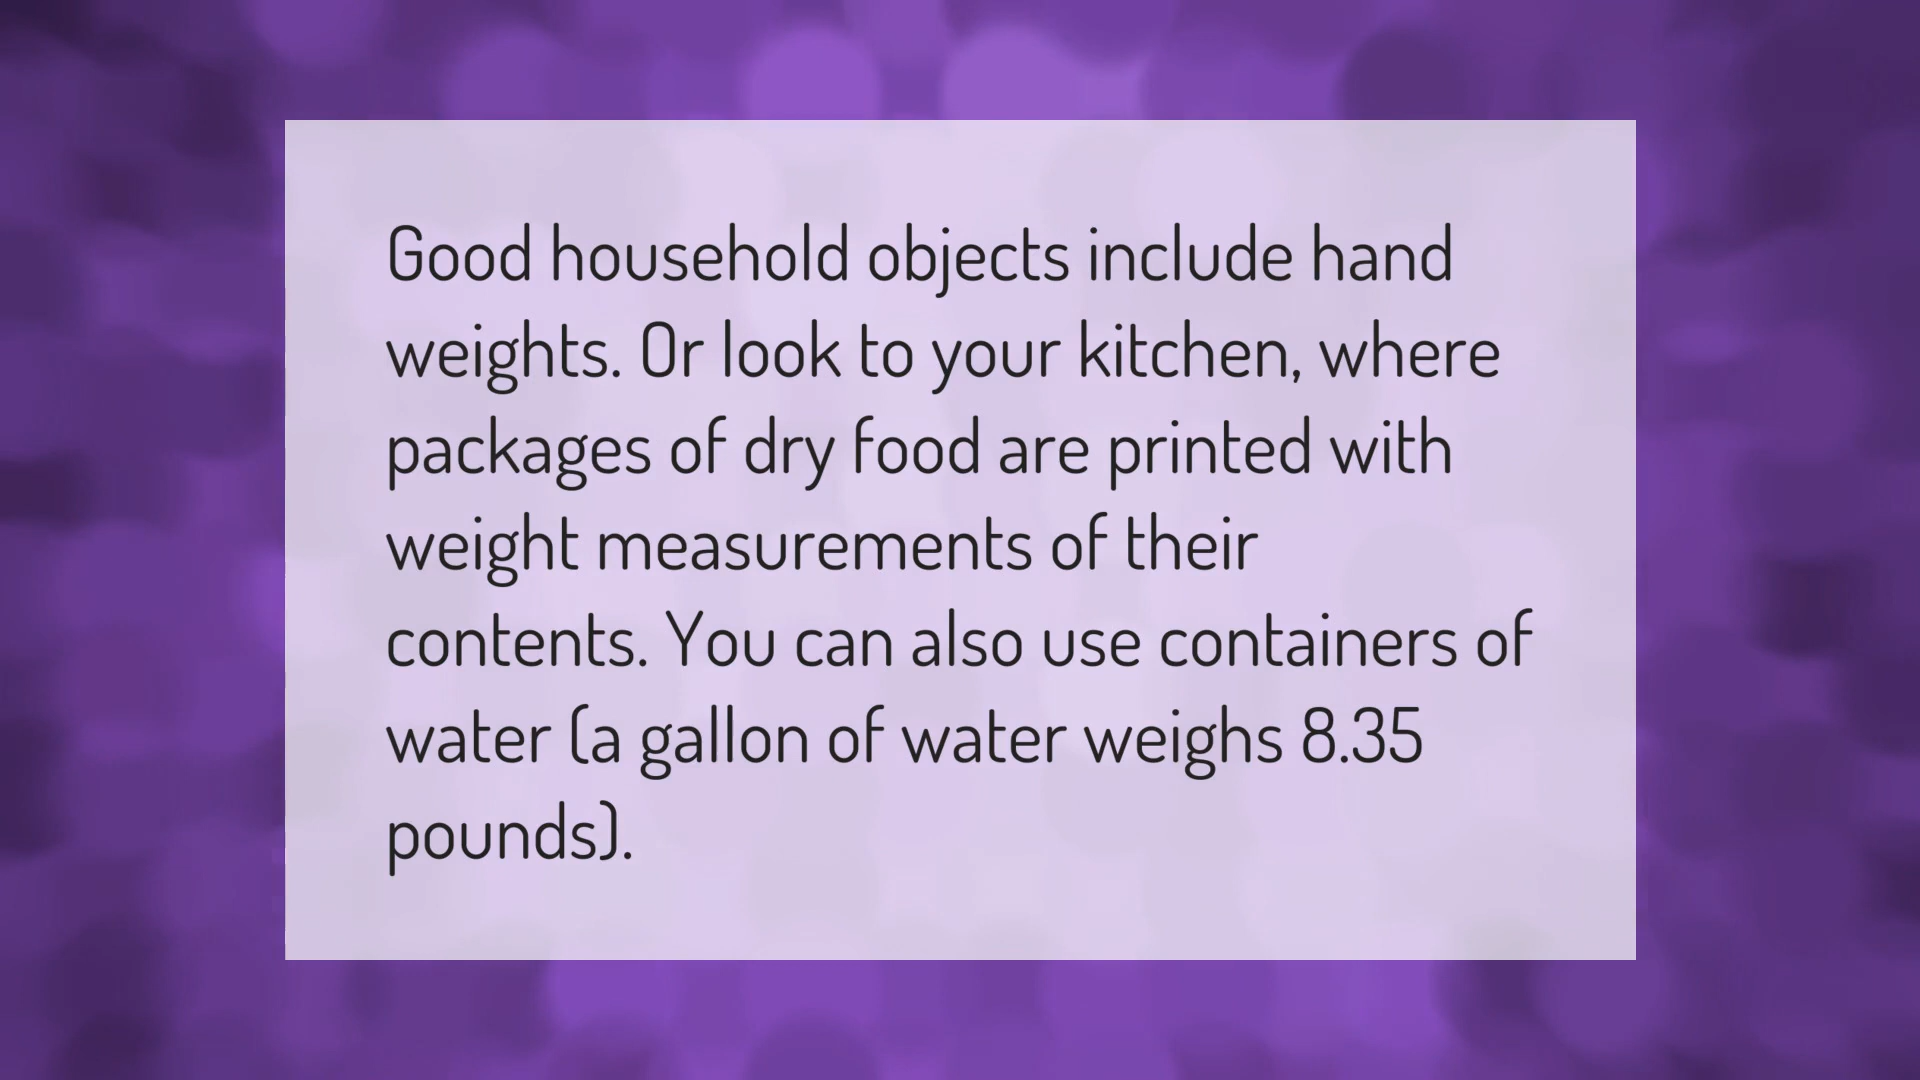 Good household objects include hand
weights. Or look to your kitchen, where
packages of dry food are printed with
weight measurements of their
contents. You can also use containers of
water (a gallon of water weighs 8.35
pounds).